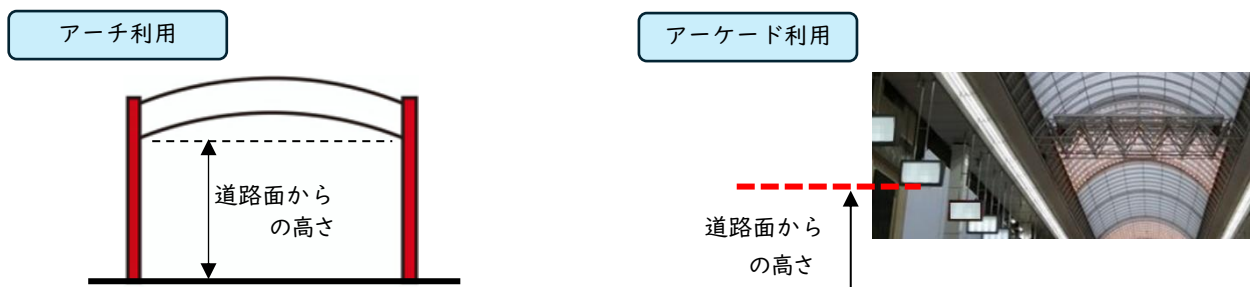 アーチ利用
道路面から
の高さ
アーケード利用
道路面から
の高さ